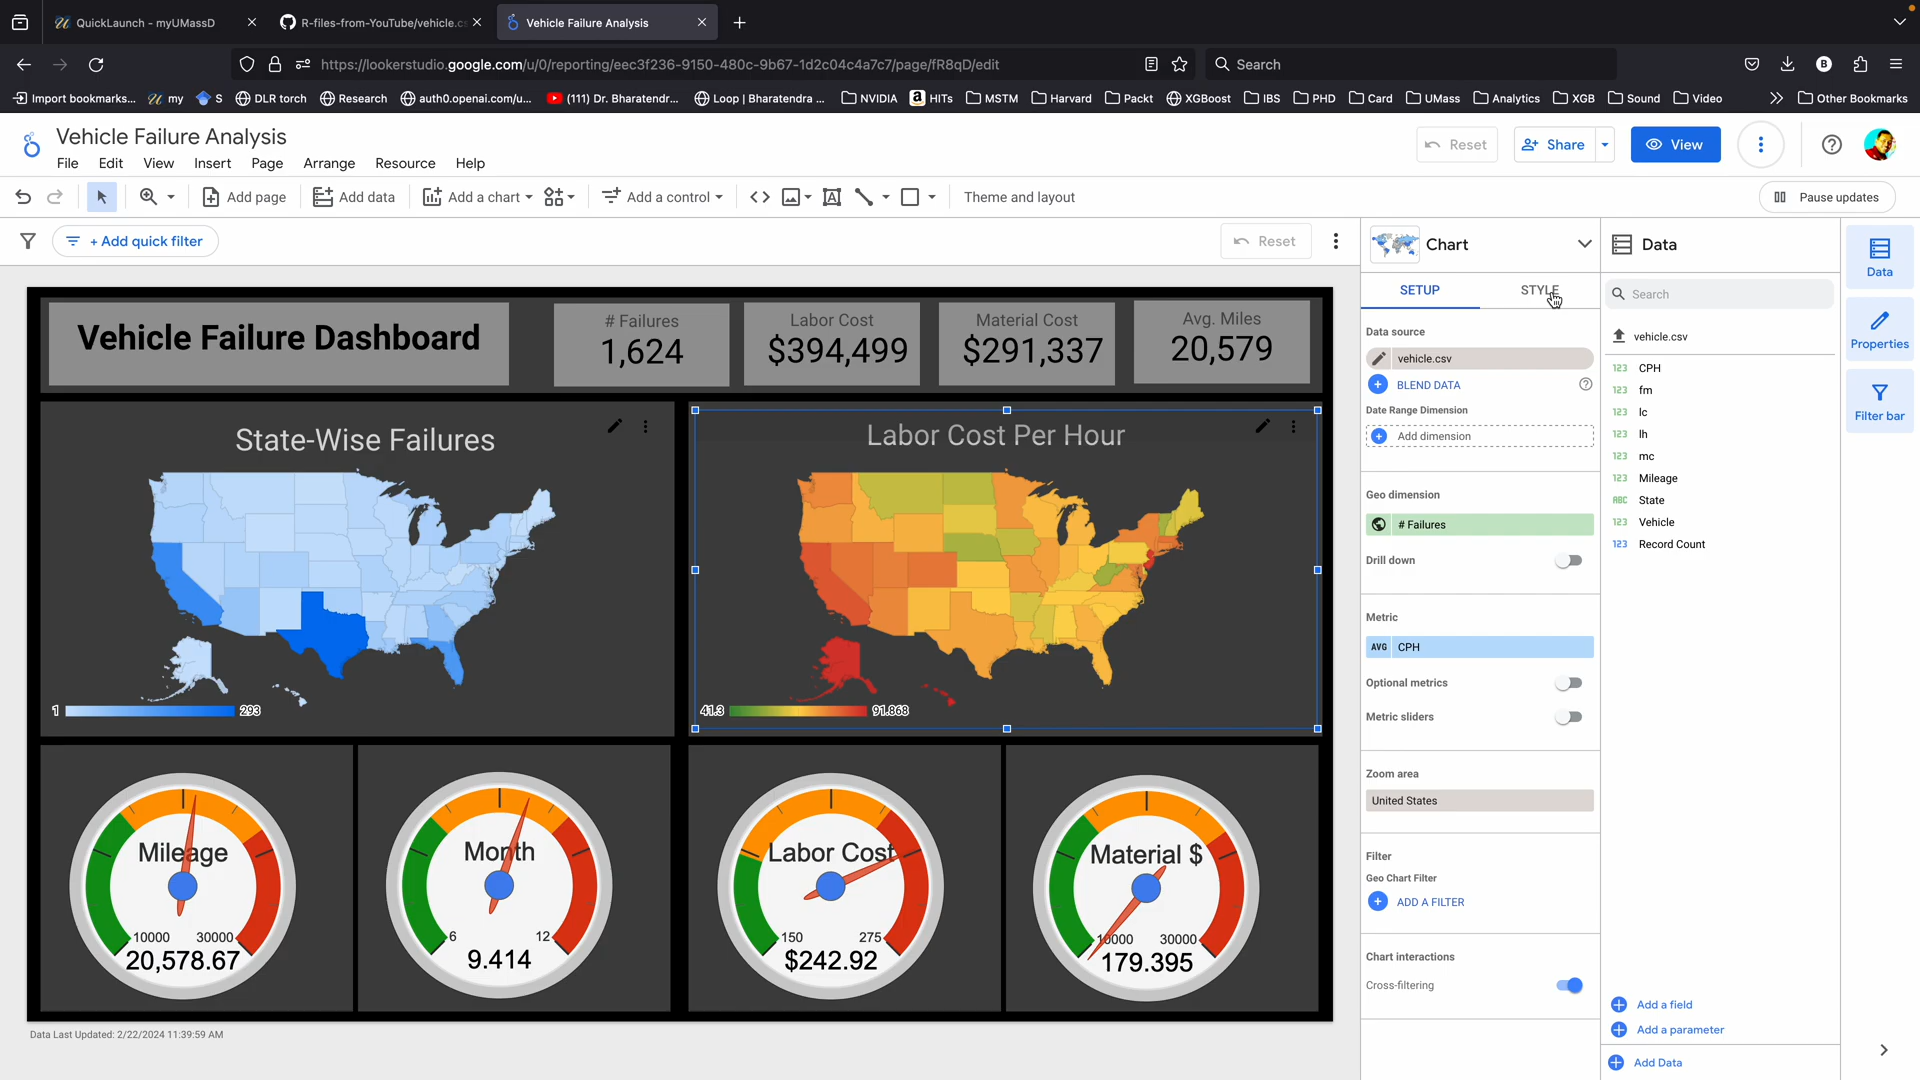 QuickLaunch - myUMassD
R-files-from-YouTube/vehicle.cs
Vehicle Failure Analysis
https://lookerstudio.google.com/u/0/reporting/eec3f236-9150-480c-9b67-1d2c04c4a7c7/page/fR8qD/edit
Search
B
Import bookmarks...
my
S
DLR torch
Research
auth0.openai.com/u...
(111) Dr. Bharatendr...
Loop | Bharatendra ...
NVIDIA
HITs
MSTM
Harvard
Packt
XGBoost
IBS
PHD
Card
UMass
Analytics
XGB
Sound
Video
Other Bookmarks
Vehicle Failure Analysis
File
Edit
View
Insert
Page
Arrange
Resource
Help
Reset
Share
View
Add page
Add data
Add a chart
Add a control
Theme and layout
Pause updates
+ Add quick filter
Reset
Vehicle Failure Dashboard
# Failures
1,624
Labor Cost
$394,499
Material Cost
$291,337
Avg. Miles
20,579
State-Wise Failures
1
293
Labor Cost Per Hour
41.3
91.868
Mileage
10000
30000
20,578.67
Month
6
12
9.414
Labor Cost
150
275
$242.92
Material $
10000
30000
179.395
Data Last Updated: 2/22/2024 11:39:59 AM
Chart
SETUP
STYLE
Data source
vehicle.csv
BLEND DATA
Date Range Dimension
Add dimension
Geo dimension
# Failures
Drill down
Metric
AVG CPH
Optional metrics
Metric sliders
Zoom area
United States
Filter
Geo Chart Filter
ADD A FILTER
Chart interactions
Cross-filtering
Data
Search
vehicle.csv
123 CPH
123 fm
123 lc
123 lh
123 mc
123 Mileage
ABC State
123 Vehicle
123 Record Count
Add a field
Add a parameter
Add Data
Data
Properties
Filter bar